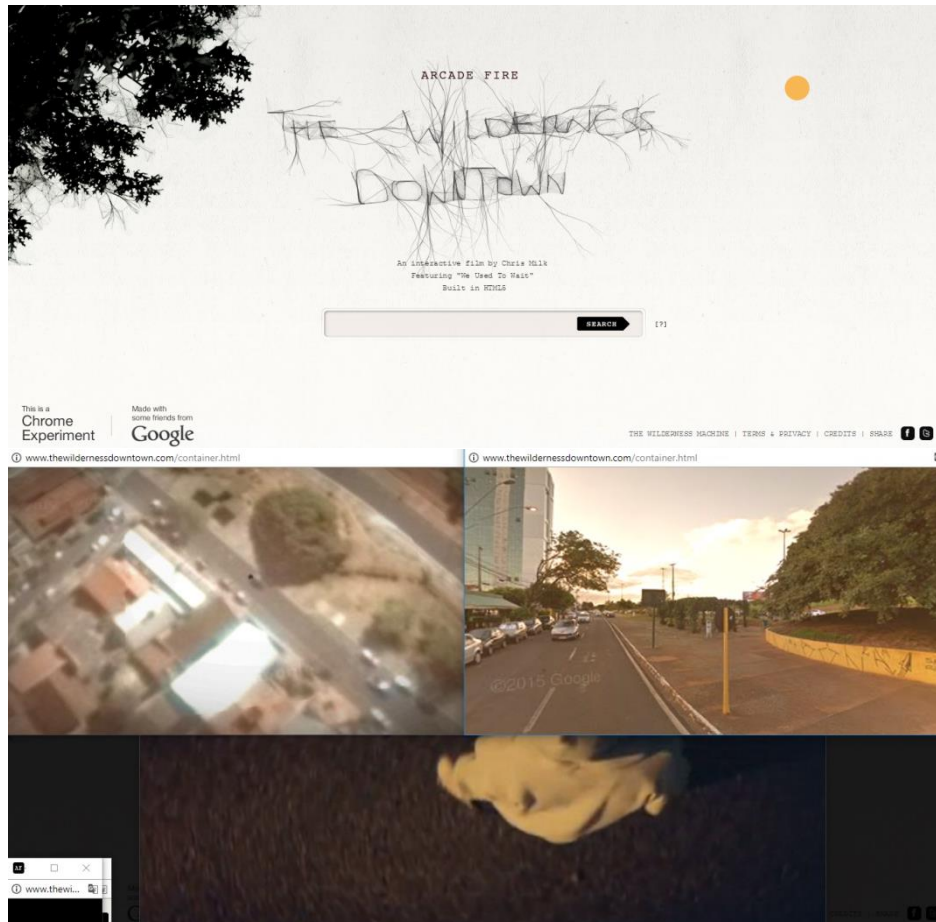 ARCADE FIRE
THE WILDERNESS
DOWNTOWN
An interactive film by Chris Milk
Featuring "We Used To Wait"
Built in HTML5
SEARCH [?]
This is a
Chrome
Experiment
Made with
some friends from
Google
THE WILDERNESS MACHINE | TERMS & PRIVACY | CREDITS | SHARE
www.thewildernessdowntown.com/container.html
www.thewildernessdowntown.com/container.html
©2015 Google
AF
www.thewi...